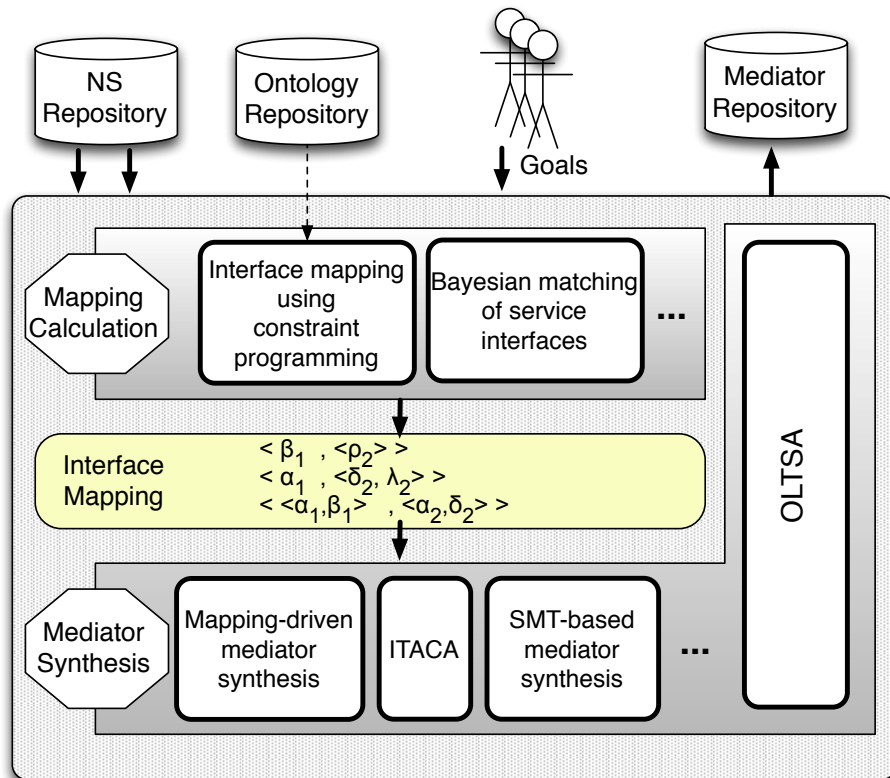 NS
Repository
Ontology
Repository
Goals
Mediator
Repository
Mapping
Calculation
Interface mapping
using
constraint
programming
Bayesian matching
of service
interfaces
...
Interface
Mapping
< β₁ , <ρ₂> >
< α₁ , <δ₂, λ₂> >
< <α₁,β₁> , <α₂,δ₂> >
OLTSA
Mediator
Synthesis
Mapping-driven
mediator
synthesis
ITACA
SMT-based
mediator
synthesis
...